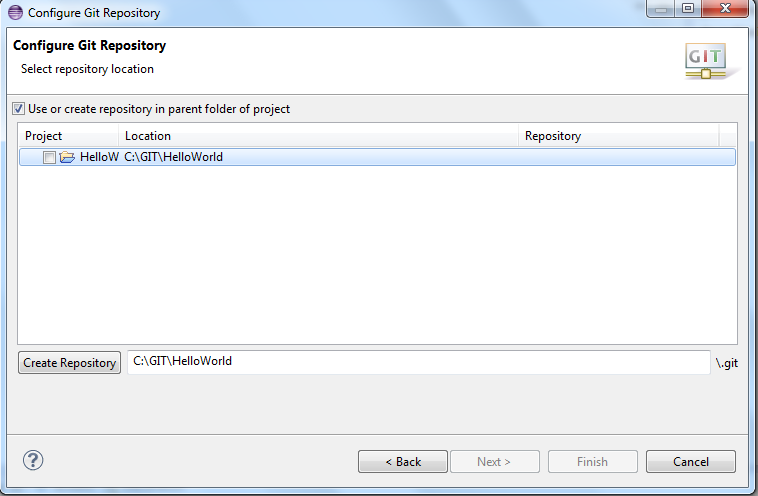 Configure Git Repository
Configure Git Repository
Select repository location
GIT
Use or create repository in parent folder of project
Project Location Repository
HelloW C:\GIT\HelloWorld
Create Repository C:\GIT\HelloWorld \.git
? < Back Next > Finish Cancel